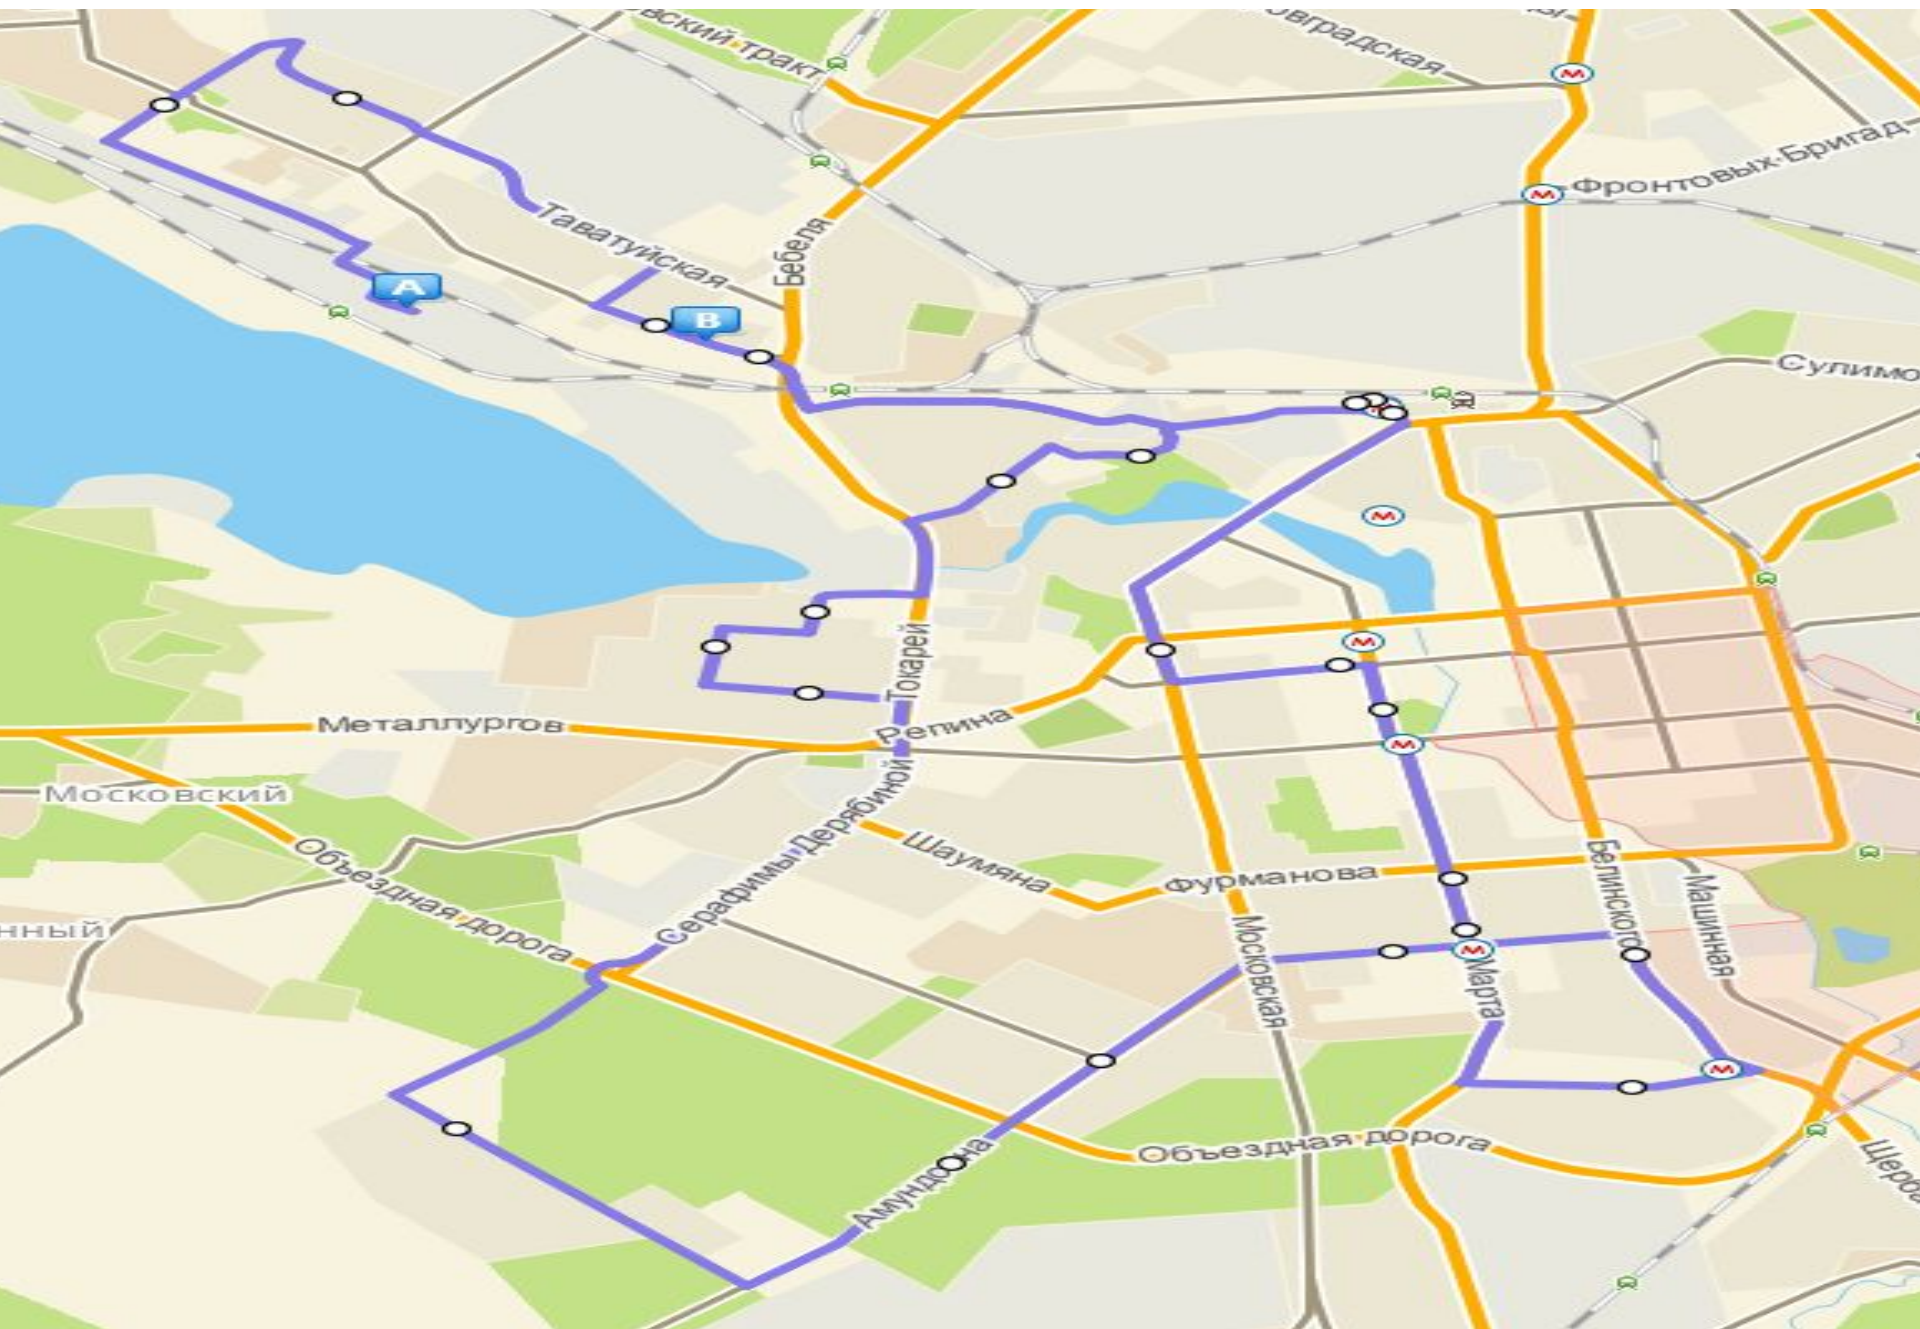 вский тракт
овградская
Фронтовых Бригад
Таватуйская
Бебеля
A
B
Сулимо
Токарей
Металлургов
Репина
Московский
Объездная дорога
Серафимы Дерябиной
Шаумяна
Фурманова
Белинского
Машинная
нный
Московская
Марта
Амундсена
Объездная дорога
Щерба